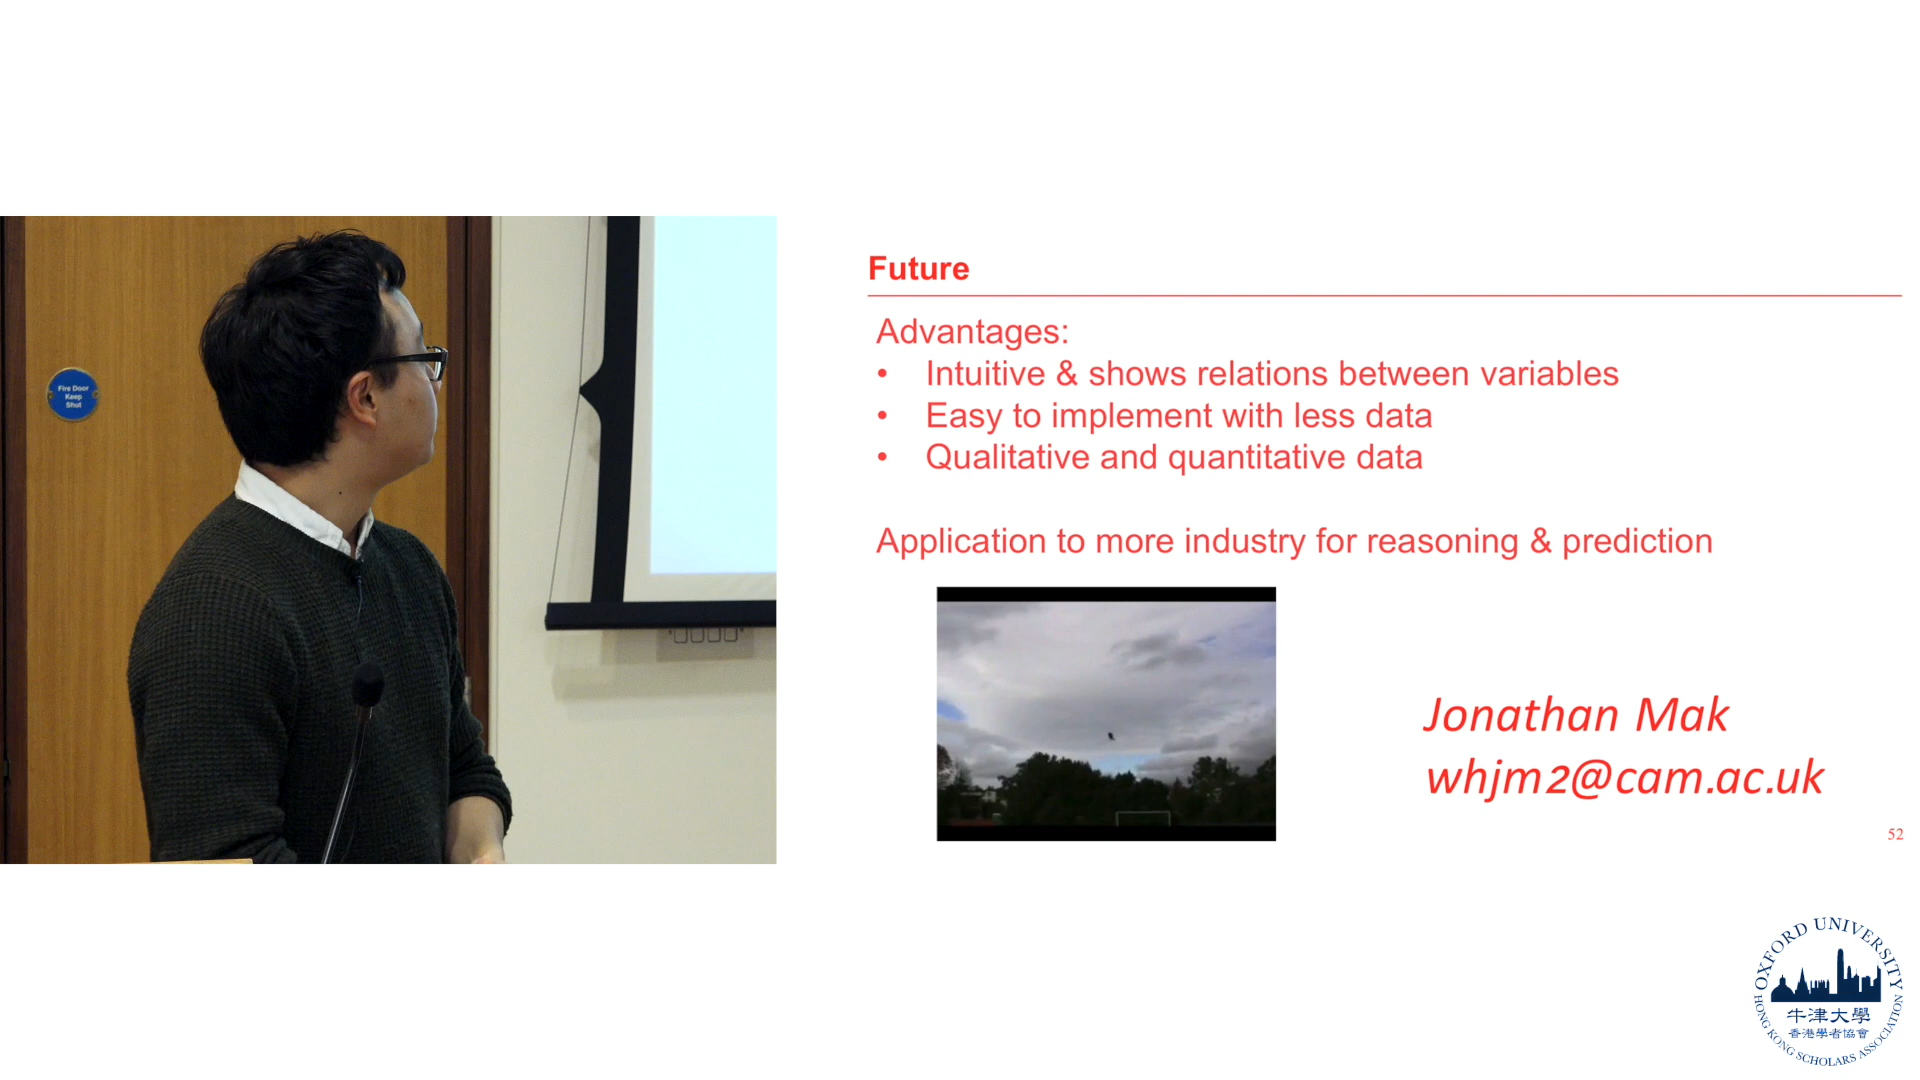 Fire Door
Keep
Shut
Future
Advantages:
• Intuitive & shows relations between variables
• Easy to implement with less data
• Qualitative and quantitative data
Application to more industry for reasoning & prediction
Jonathan Mak
whjm2@cam.ac.uk
52
OXFORD UNIVERSITY
牛津大學
香港學者協會
HONG KONG SCHOLARS ASSOCIATION